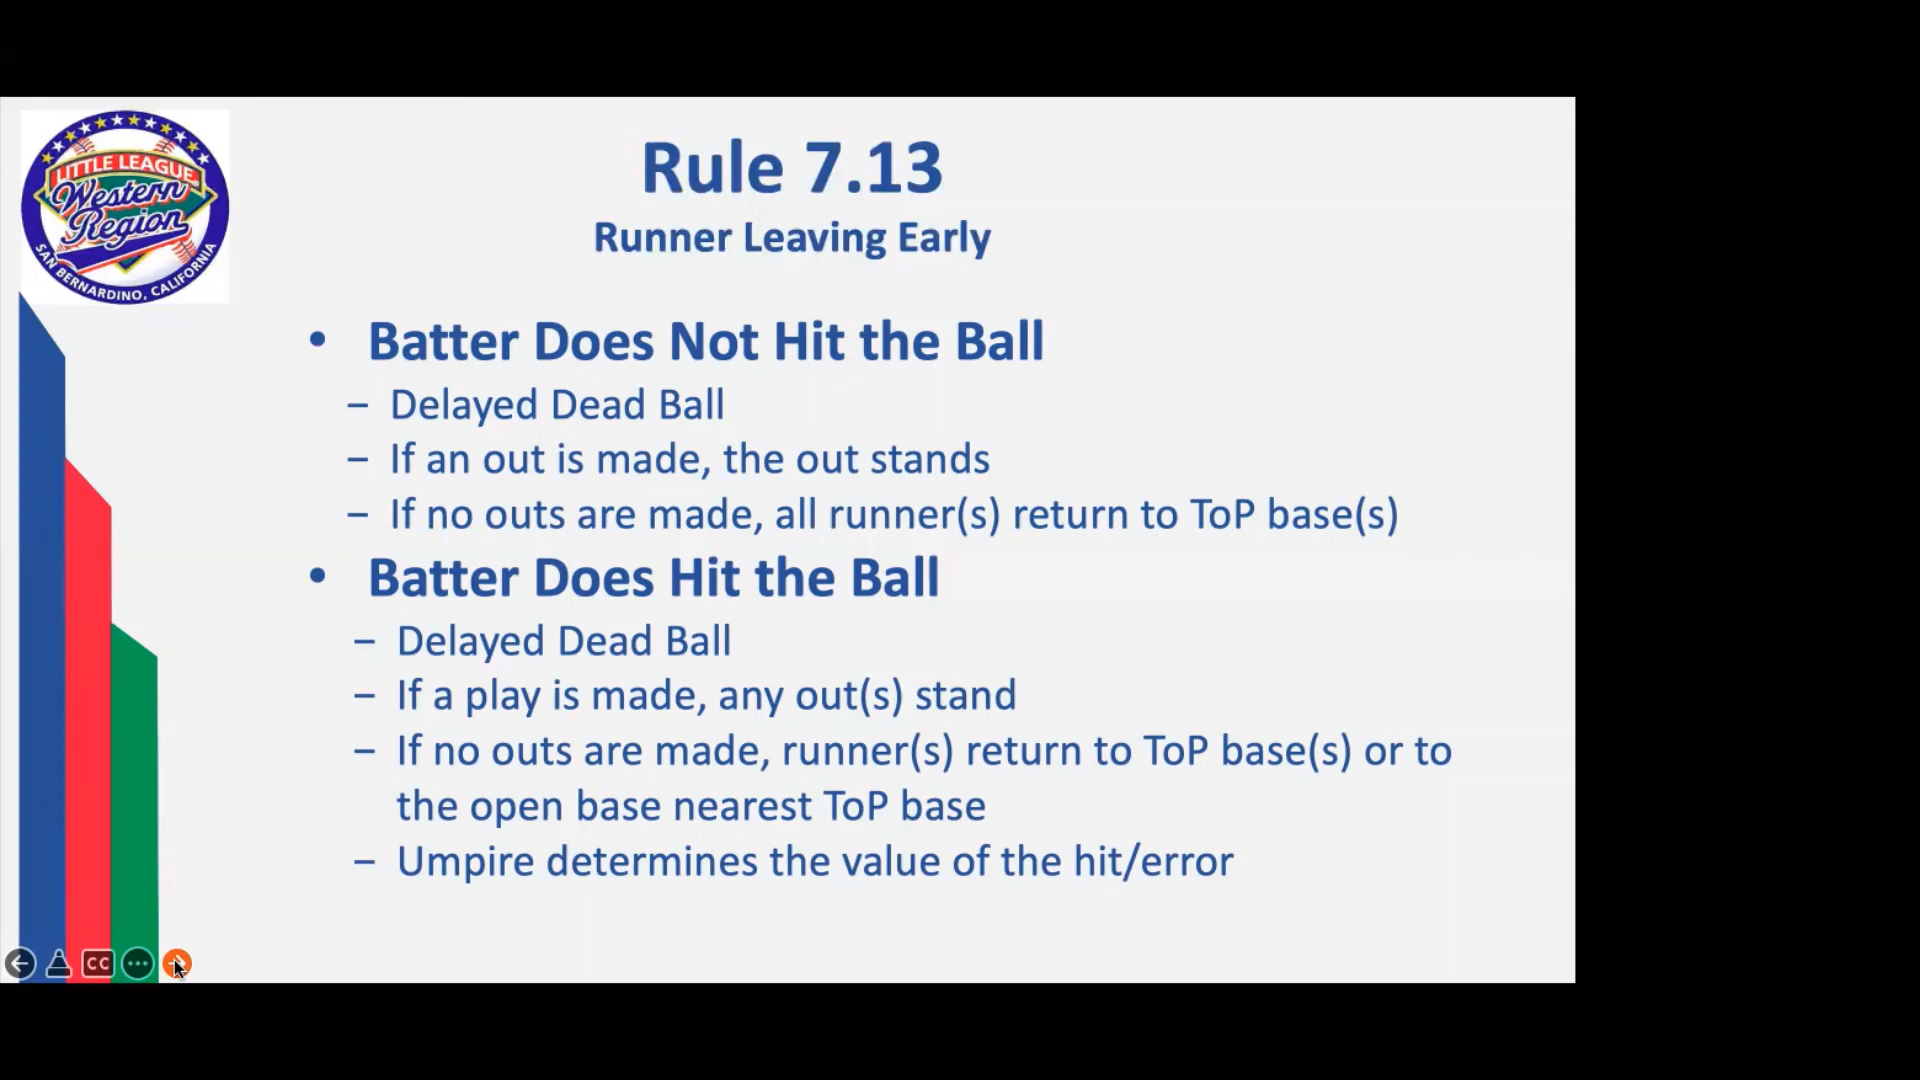 LITTLE LEAGUE
Western
Region
SAN BERNARDINO, CALIFORNIA
Rule 7.13
Runner Leaving Early
• Batter Does Not Hit the Ball
– Delayed Dead Ball
– If an out is made, the out stands
– If no outs are made, all runner(s) return to ToP base(s)
• Batter Does Hit the Ball
– Delayed Dead Ball
– If a play is made, any out(s) stand
– If no outs are made, runner(s) return to ToP base(s) or to
the open base nearest ToP base
– Umpire determines the value of the hit/error
CC